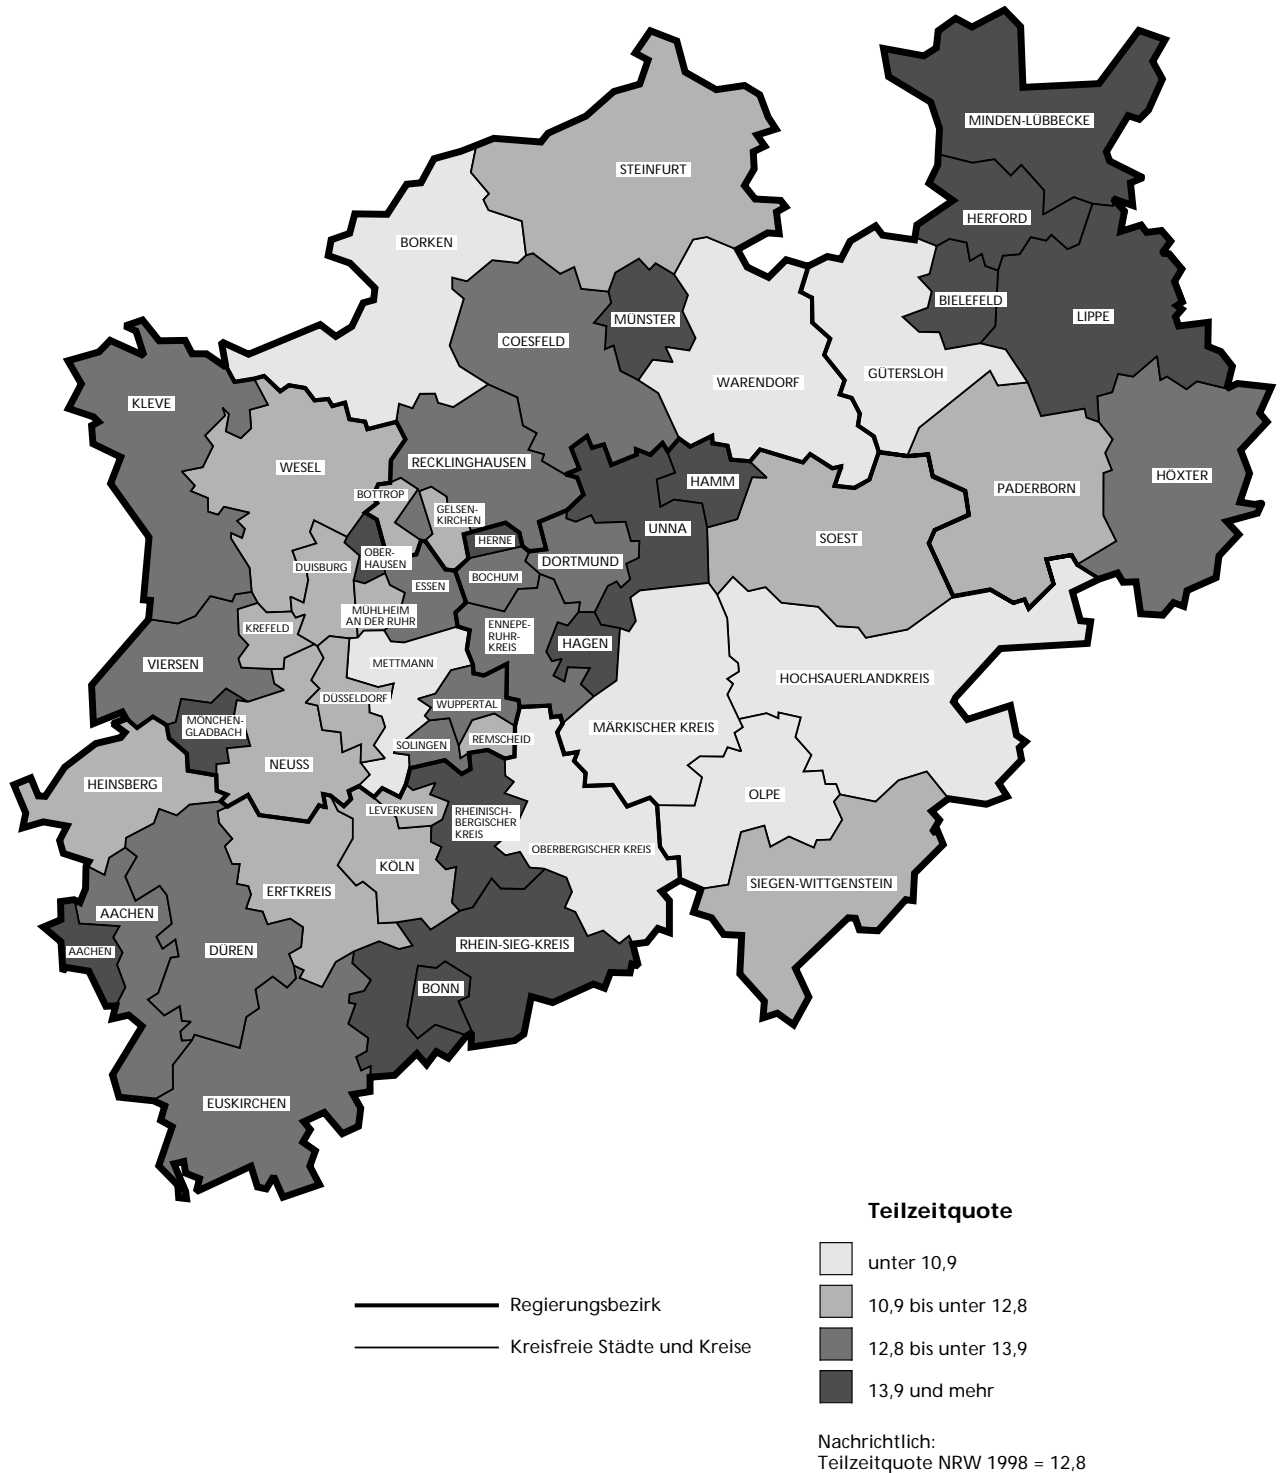 MINDEN-LÜBBECKE
STEINFURT
HERFORD
BORKEN
BIELEFELD
LIPPE
MÜNSTER
COESFELD
GÜTERSLOH
WARENDORF
KLEVE
RECKLINGHAUSEN
WESEL
HÖXTER
HAMM
PADERBORN
BOTTROP
GELSEN-
KIRCHEN
UNNA
SOEST
HERNE
OBER-
HAUSEN
DORTMUND
DUISBURG
BOCHUM
ESSEN
MÜHLHEIM
AN DER RUHR
KREFELD
ENNEPE-
RUHR-
KREIS
HAGEN
VIERSEN
METTMANN
HOCHSAUERLANDKREIS
DÜSSELDORF
WUPPERTAL
MÖNCHEN-
GLADBACH
MÄRKISCHER KREIS
SOLINGEN
REMSCHEID
NEUSS
HEINSBERG
OLPE
LEVERKUSEN
RHEINISCH-
BERGISCHER
KREIS
OBERBERGISCHER KREIS
KÖLN
SIEGEN-WITTGENSTEIN
ERFTKREIS
AACHEN
RHEIN-SIEG-KREIS
AACHEN
DÜREN
BONN
EUSKIRCHEN
Teilzeitquote
unter 10,9
10,9 bis unter 12,8
12,8 bis unter 13,9
13,9 und mehr
Regierungsbezirk
Kreisfreie Städte und Kreise
Nachrichtlich:
Teilzeitquote NRW 1998 = 12,8